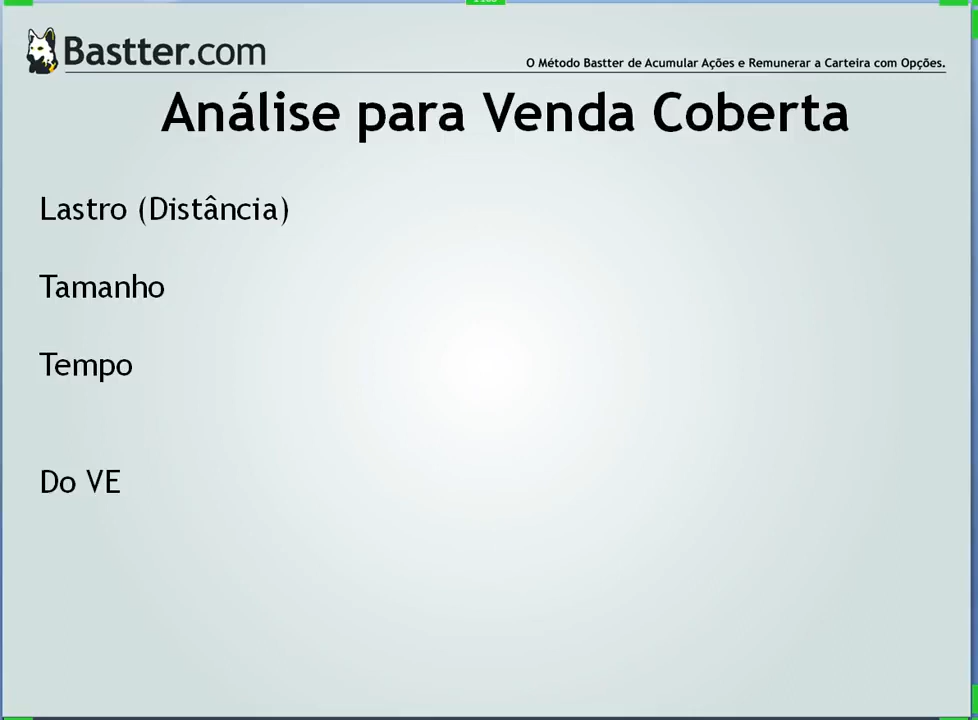 Bastter.com
O Método Bastter de Acumular Ações e Remunerar a Carteira com Opções.
Análise para Venda Coberta
Lastro (Distância)
Tamanho
Tempo
Do VE